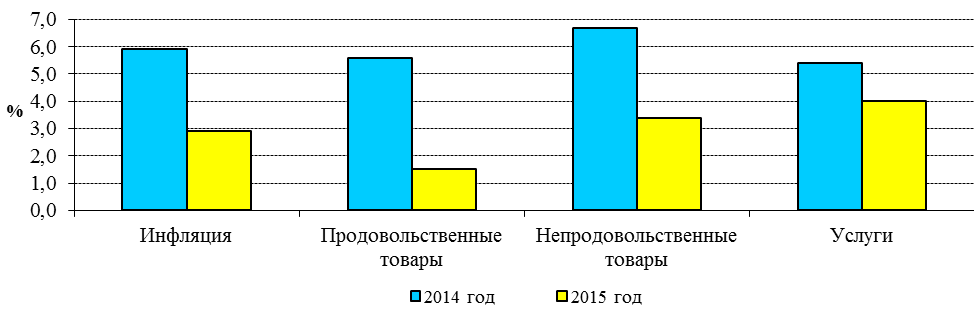 7,0
6,0
5,0
4,0
3,0
2,0
1,0
0,0
%
Инфляция
Продовольственные
товары
Непродовольственные
товары
Услуги
2014 год
2015 год